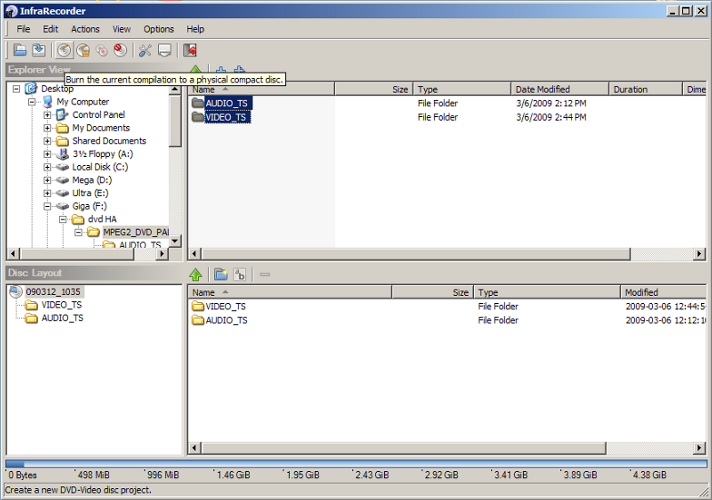 InfraRecorder
File Edit Actions View Options Help
Explorer View
Burn the current compilation to a physical compact disc.
Desktop
My Computer
Control Panel
My Documents
Shared Documents
3½ Floppy (A:)
Local Disk (C:)
Mega (D:)
Ultra (E:)
Giga (F:)
dvd HA
MPEG2_DVD_PAL
AUDIO_TS
Name Size Type Date Modified Duration Dime
AUDIO_TS File Folder 3/6/2009 2:12 PM
VIDEO_TS File Folder 3/6/2009 2:44 PM
Disc Layout
090312_1035
VIDEO_TS
AUDIO_TS
Name Size Type Modified
VIDEO_TS File Folder 2009-03-06 12:44:5
AUDIO_TS File Folder 2009-03-06 12:12:1
0 Bytes 498 MiB 996 MiB 1.46 GiB 1.95 GiB 2.43 GiB 2.92 GiB 3.41 GiB 3.89 GiB 4.38 GiB
Create a new DVD-Video disc project.